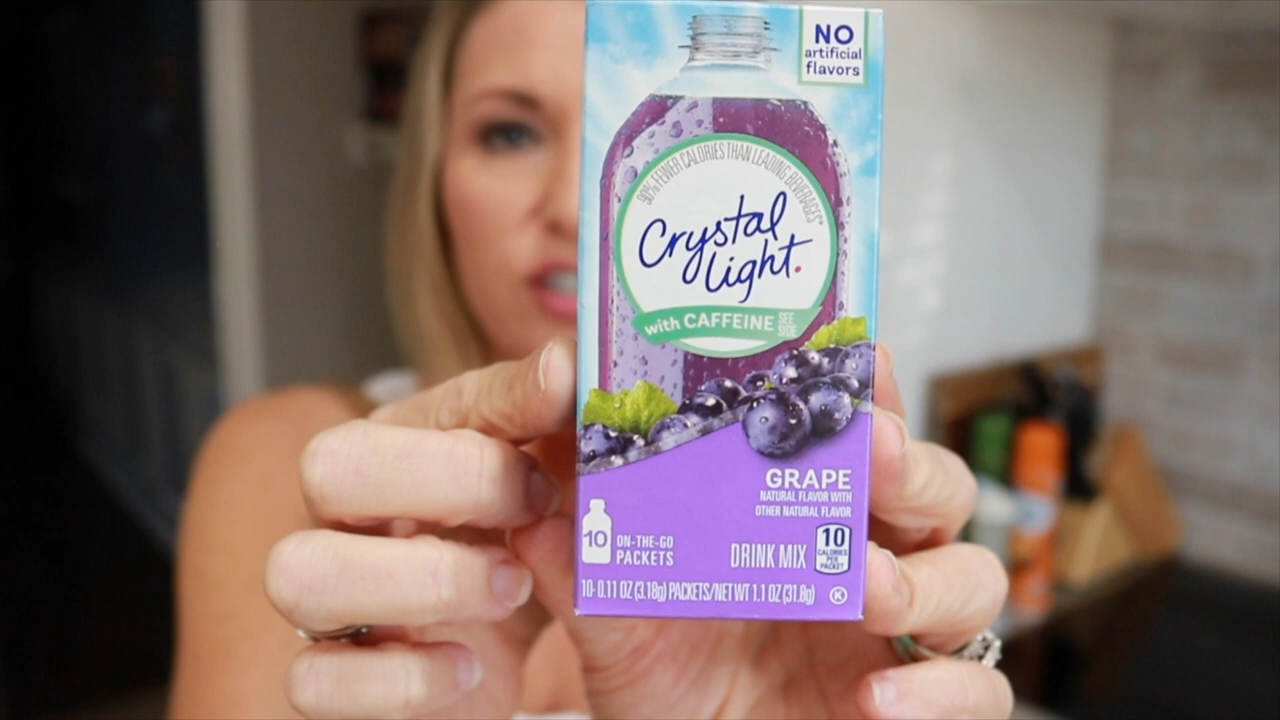 NO
artificial
flavors
90% FEWER CALORIES THAN LEADING BEVERAGES*
Crystal
Light.
with CAFFEINE SEE
SIDE
GRAPE
NATURAL FLAVOR WITH
OTHER NATURAL FLAVOR
10
ON-THE-GO
PACKETS
DRINK MIX
10
CALORIES
PER
PACKET
10- 0.11 OZ (3.18g) PACKETS/NET WT 1.1 OZ (31.8g)
K